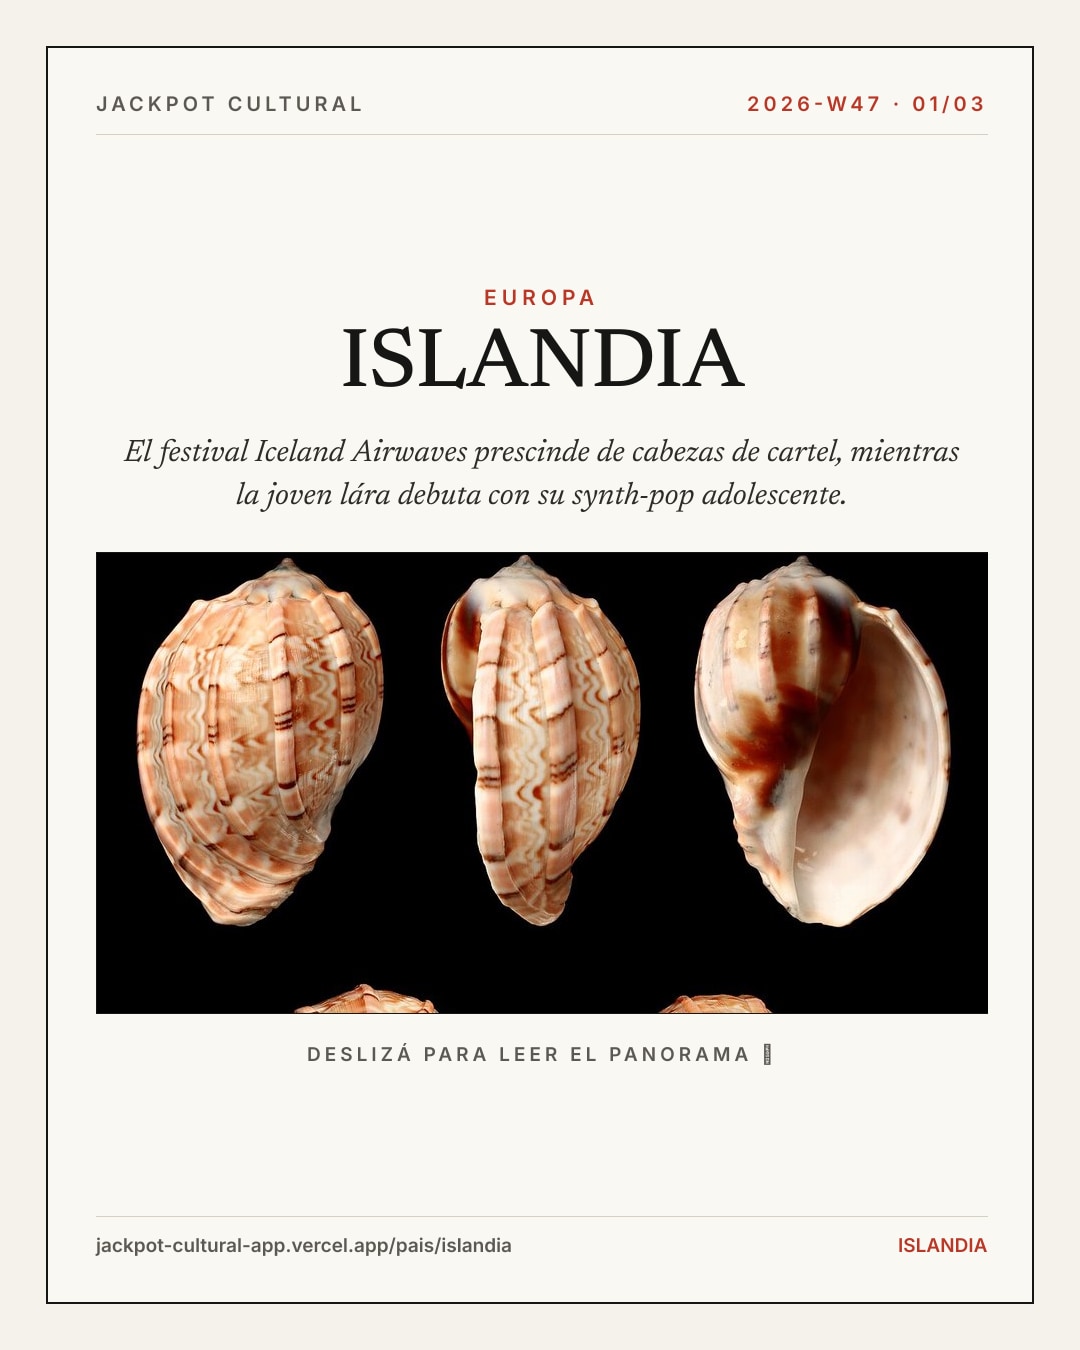 JACKPOT CULTURAL
2026-W47 · 01/03
EUROPA
ISLANDIA
El festival Iceland Airwaves prescinde de cabezas de cartel, mientras
la joven lára debuta con su synth-pop adolescente.
DESLIZÁ PARA LEER EL PANORAMA
jackpot-cultural-app.vercel.app/pais/islandia
ISLANDIA